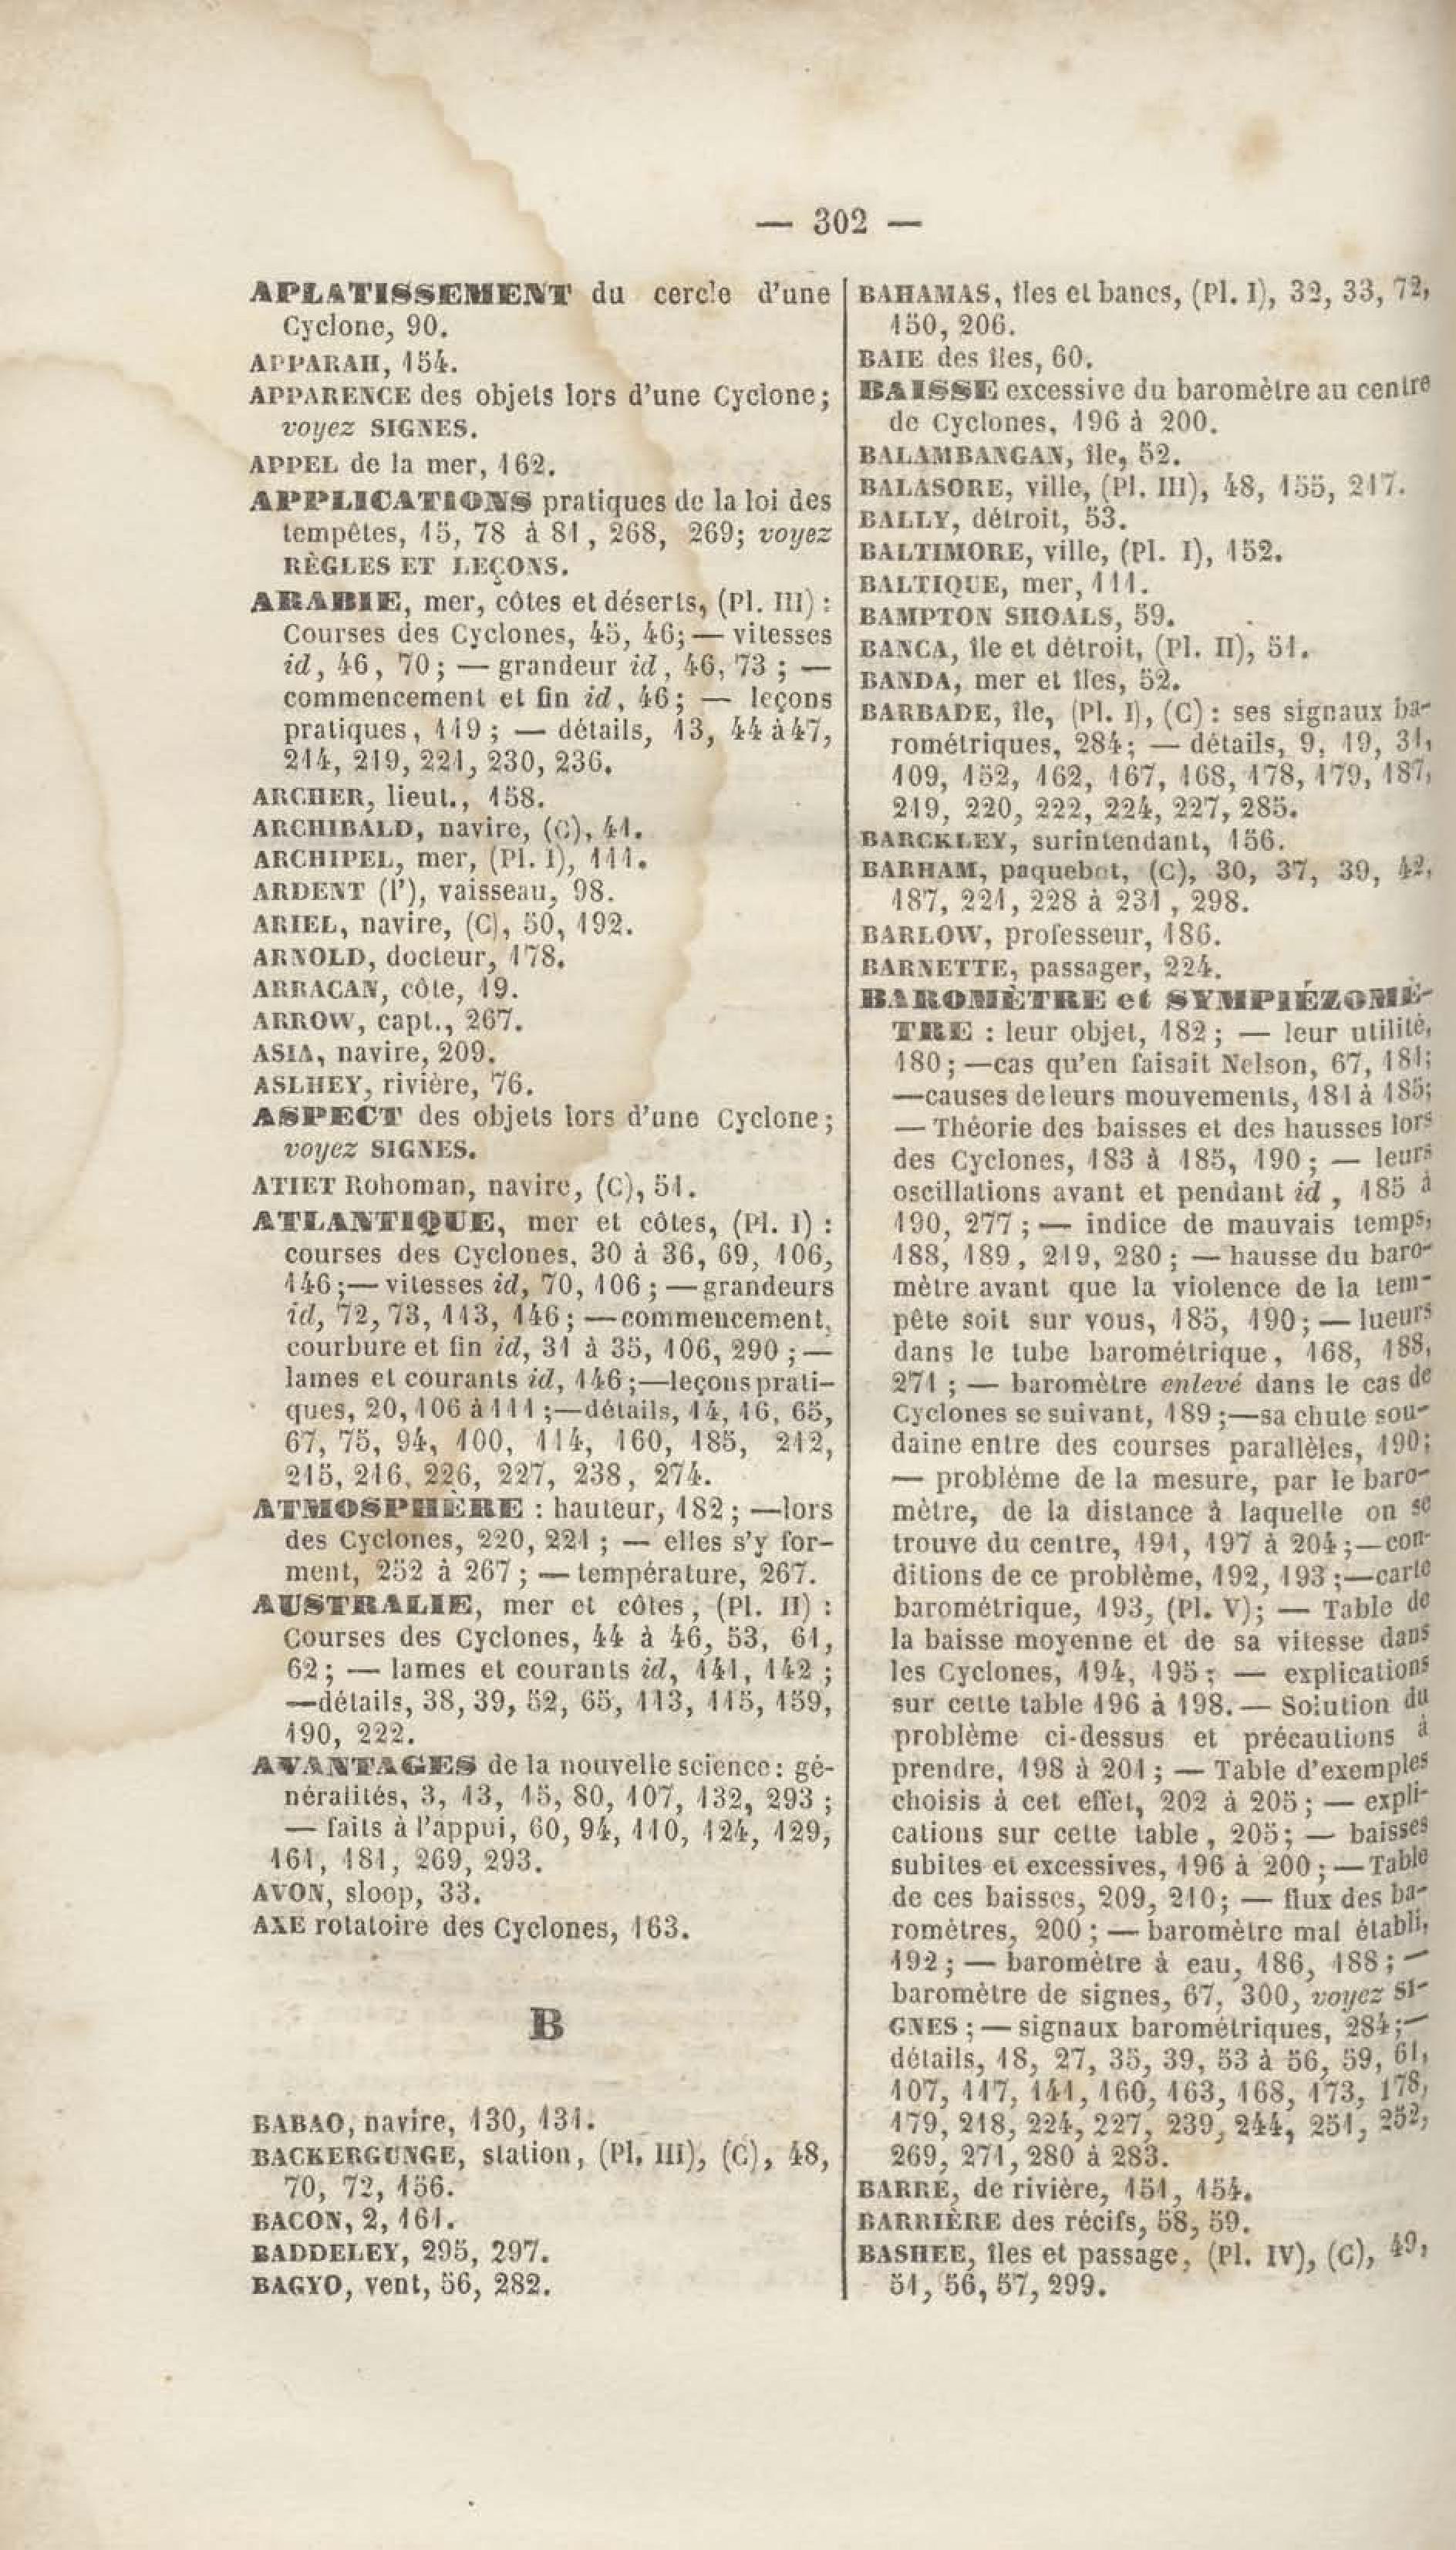 — 302 —
APLATISSEMENT du cercle d'une
Cyclone, 90.
APPARAH, 154.
APPARENCE des objets lors d'une Cyclone;
voyez SIGNES.
APPEL de la mer, 162.
APPLICATIONS pratiques de la loi des
tempêtes, 15, 78 à 81, 268, 269; voyez
RÈGLES ET LEÇONS.
ARABIE, mer, côtes et déserts, (Pl. III) :
Courses des Cyclones, 45, 46; — vitesses
id, 46, 70; — grandeur id, 46, 73; —
commencement et fin id, 46; — leçons
pratiques, 119; — détails, 13, 44 à 47,
214, 219, 221, 230, 236.
ARCHER, lieut., 158.
ARCHIBALD, navire, (C), 41.
ARCHIPEL, mer, (Pl. I), 111.
ARDENT (l'), vaisseau, 98.
ARIEL, navire, (C), 50, 192.
ARNOLD, docteur, 178.
ARRACAN, côte, 19.
ARROW, capt., 267.
ASIA, navire, 209.
ASLHEY, rivière, 76.
ASPECT des objets lors d'une Cyclone;
voyez SIGNES.
ATIET Rohoman, navire, (C), 51.
ATLANTIQUE, mer et côtes, (Pl. I) :
courses des Cyclones, 30 à 36, 69, 106,
146;— vitesses id, 70, 106; —grandeurs
id, 72, 73, 113, 146; —commencement,
courbure et fin id, 31 à 35, 106, 290; —
lames et courants id, 146;—leçons prati-
ques, 20, 106 à 111;—détails, 14, 16, 65,
67, 75, 94, 100, 114, 160, 185, 212,
215, 216, 226, 227, 238, 274.
ATMOSPHÈRE : hauteur, 182; —lors
des Cyclones, 220, 221; — elles s'y for-
ment, 252 à 267; — température, 267.
AUSTRALIE, mer et côtes, (Pl. II) :
Courses des Cyclones, 44 à 46, 53, 61,
62; — lames et courants id, 141, 142;
—détails, 38, 39, 52, 65, 113, 115, 159,
190, 222.
AVANTAGES de la nouvelle science : gé-
néralités, 3, 13, 15, 80, 107, 132, 293;
— faits à l'appui, 60, 94, 110, 124, 129,
161, 181, 269, 293.
AVON, sloop, 33.
AXE rotatoire des Cyclones, 163.
B
BABAO, navire, 130, 131.
BACKERGUNGE, station, (Pl. III), (C), 48,
70, 72, 156.
BACON, 2, 161.
BADDELEY, 295, 297.
BAGYO, vent, 56, 282.
BAHAMAS, îles et bancs, (Pl. I), 32, 33, 72,
150, 206.
BAIE des îles, 60.
BAISSE excessive du baromètre au centre
de Cyclones, 196 à 200.
BALAMBANGAN, île, 52.
BALASORE, ville, (Pl. III), 48, 155, 217.
BALLY, détroit, 53.
BALTIMORE, ville, (Pl. I), 152.
BALTIQUE, mer, 111.
BAMPTON SHOALS, 59.
BANCA, île et détroit, (Pl. II), 51.
BANDA, mer et îles, 52.
BARBADE, île, (Pl. I), (C) : ses signaux ba-
rométriques, 284; — détails, 9, 19, 31,
109, 152, 162, 167, 168, 178, 179, 187,
219, 220, 222, 224, 227, 285.
BARCKLEY, surintendant, 156.
BARHAM, paquebot, (C), 30, 37, 39, 42,
187, 221, 228 à 231, 298.
BARLOW, professeur, 186.
BARNETTE, passager, 224.
BAROMÈTRE et SYMPIÉZOMÈ-
TRE : leur objet, 182; — leur utilité,
180; —cas qu'en faisait Nelson, 67, 181;
—causes de leurs mouvements, 181 à 185;
— Théorie des baisses et des hausses lors
des Cyclones, 183 à 185, 190; — leurs
oscillations avant et pendant id, 185 à
190, 277; — indice de mauvais temps,
188, 189, 219, 280; — hausse du baro-
mètre avant que la violence de la tem-
pête soit sur vous, 185, 190; — lueurs
dans le tube barométrique, 168, 188,
271; — baromètre enlevé dans le cas de
Cyclones se suivant, 189;—sa chute sou-
daine entre des courses parallèles, 190;
— problème de la mesure, par le baro-
mètre, de la distance à laquelle on se
trouve du centre, 191, 197 à 204;—con-
ditions de ce problème, 192, 193;—carte
barométrique, 193, (Pl. V); — Table de
la baisse moyenne et de sa vitesse dans
les Cyclones, 194, 195; — explications
sur cette table 196 à 198. — Solution du
problème ci-dessus et précautions à
prendre, 198 à 201; — Table d'exemples
choisis à cet effet, 202 à 205; — expli-
cations sur cette table, 205; — baisses
subites et excessives, 196 à 200; —Table
de ces baisses, 209, 210; — flux des ba-
romètres, 200; — baromètre mal établi,
192; — baromètre à eau, 186, 188; —
baromètre de signes, 67, 300, voyez SI-
GNES; — signaux barométriques, 284;—
détails, 18, 27, 35, 39, 53 à 56, 59, 61,
107, 117, 141, 160, 163, 168, 173, 178,
179, 218, 224, 227, 239, 244, 251, 252,
269, 271, 280 à 283.
BARRE, de rivière, 151, 154.
BARRIÈRE des récifs, 58, 59.
BASHEE, îles et passage, (Pl. IV), (C), 49,
51, 56, 57, 299.